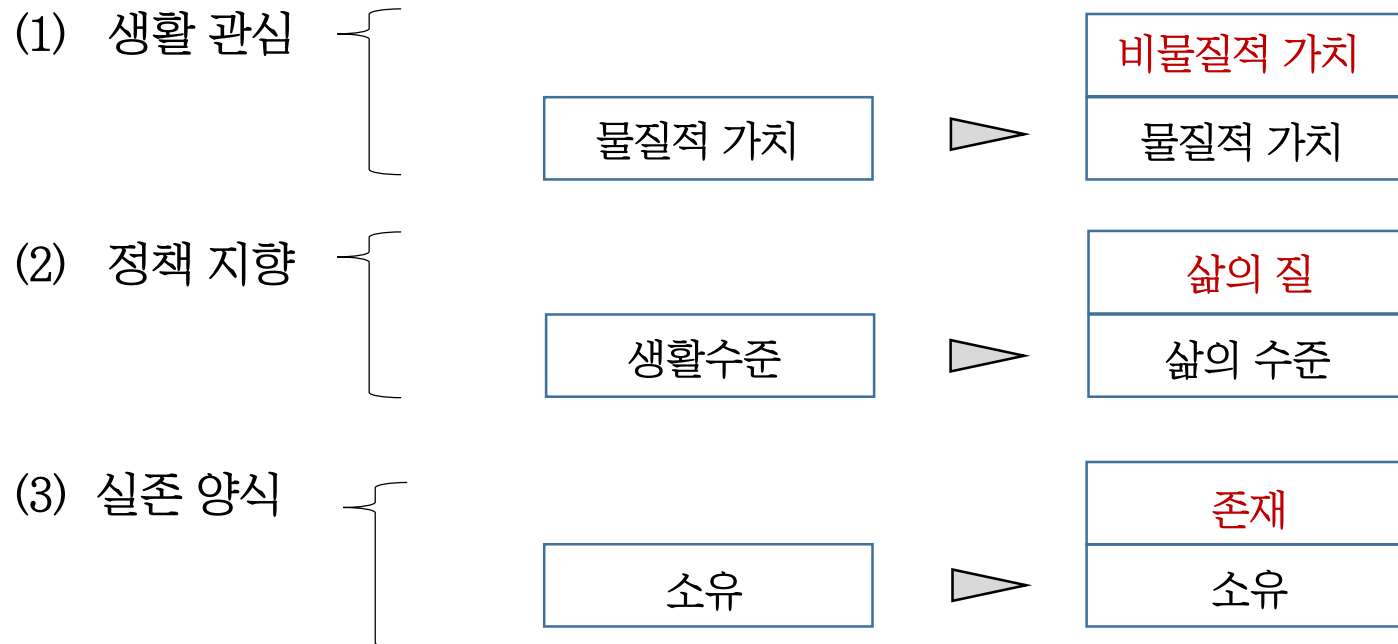 (1) 생활 관심
비물질적 가치
물질적 가치
물질적 가치
(2) 정책 지향
삶의 질
생활수준
삶의 수준
(3) 실존 양식
존재
소유
소유